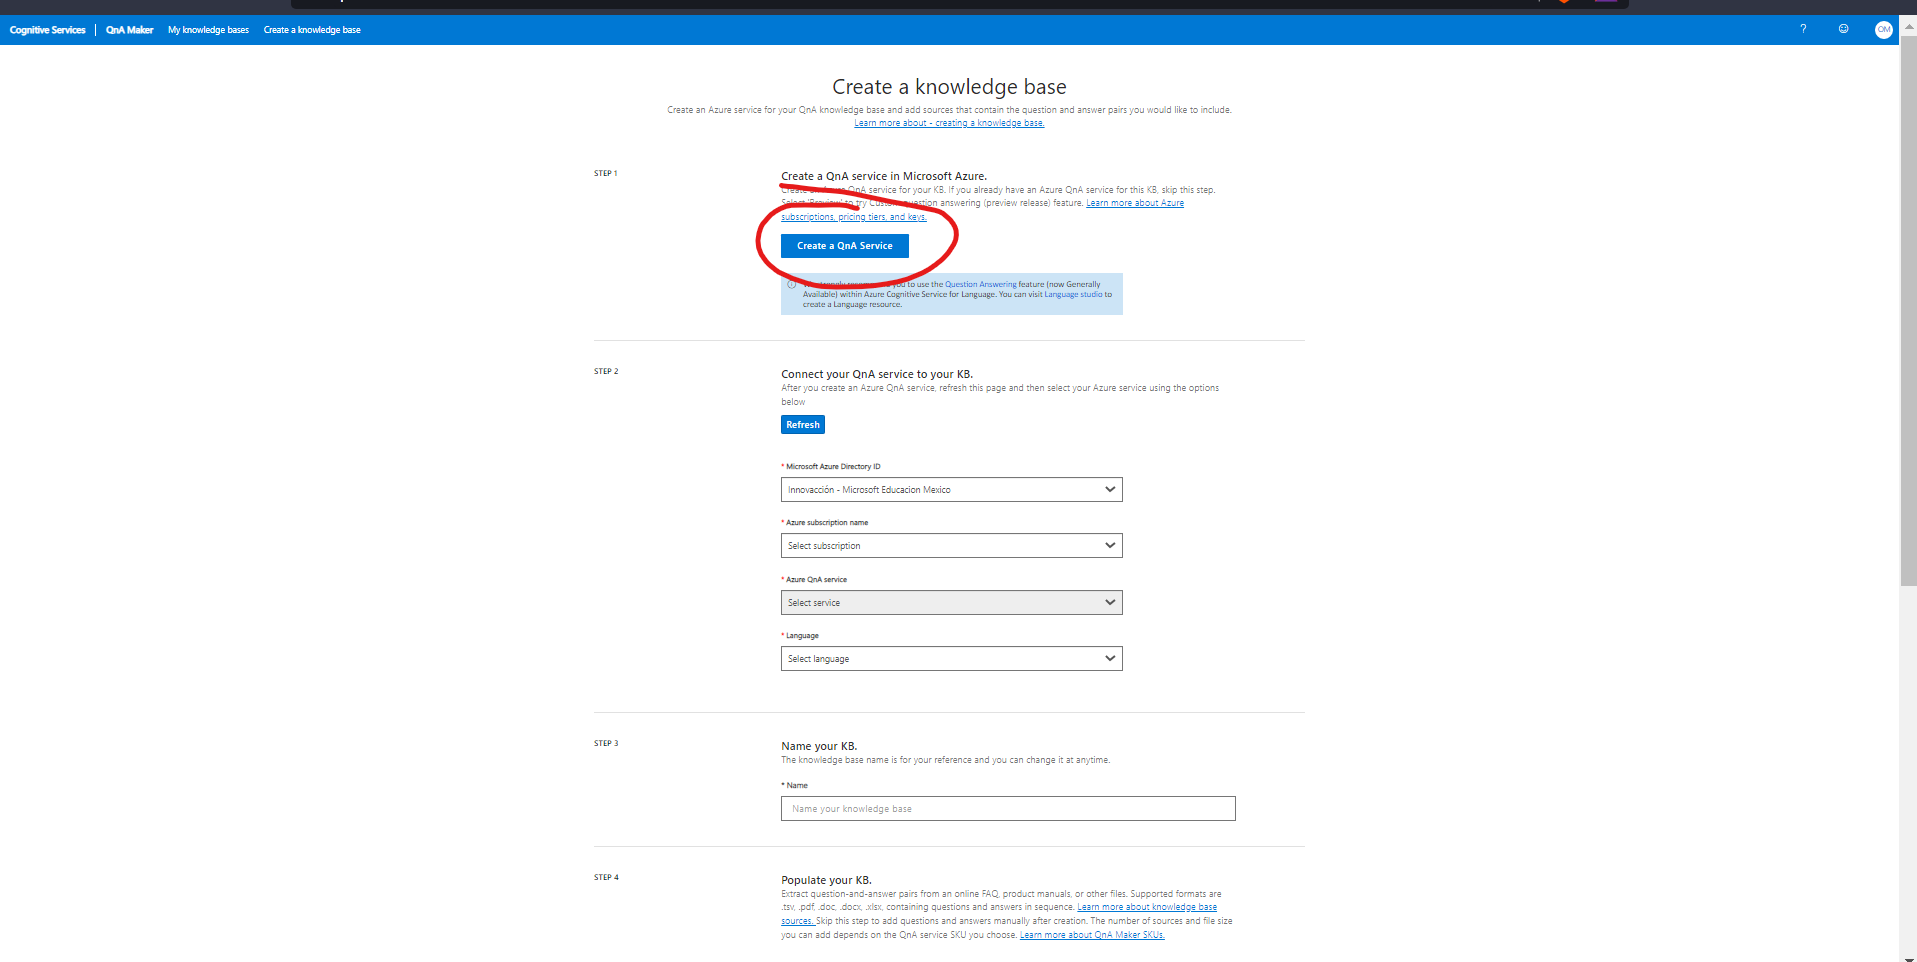 Cognitive Services QnA Maker My knowledge bases Create a knowledge base ? OM
Create a knowledge base
Create an Azure service for your QnA knowledge base and add sources that contain the question and answer pairs you would like to include.
Learn more about - creating a knowledge base.
STEP 1
Create a QnA service in Microsoft Azure.
QnA service for your KB. If you already have an Azure QnA service for this KB, skip this step.
Select 'Preview' to try Custom question answering (preview release) feature. Learn more about Azure
subscriptions, pricing tiers, and keys.
Create a QnA Service
you to use the Question Answering feature (now Generally
Available) within Azure Cognitive Service for Language. You can visit Language studio to
create a Language resource.
STEP 2
Connect your QnA service to your KB.
After you create an Azure QnA service, refresh this page and then select your Azure service using the options
below
Refresh
* Microsoft Azure Directory ID
Innovacción - Microsoft Educacion Mexico
* Azure subscription name
Select subscription
* Azure QnA service
Select service
* Language
Select language
STEP 3
Name your KB.
The knowledge base name is for your reference and you can change it at anytime.
* Name
Name your knowledge base
STEP 4
Populate your KB.
Extract question-and-answer pairs from an online FAQ, product manuals, or other files. Supported formats are
.tsv, .pdf, .doc, .docx, .xlsx, containing questions and answers in sequence. Learn more about knowledge base
sources. Skip this step to add questions and answers manually after creation. The number of sources and file size
you can add depends on the QnA service SKU you choose. Learn more about QnA Maker SKUs.